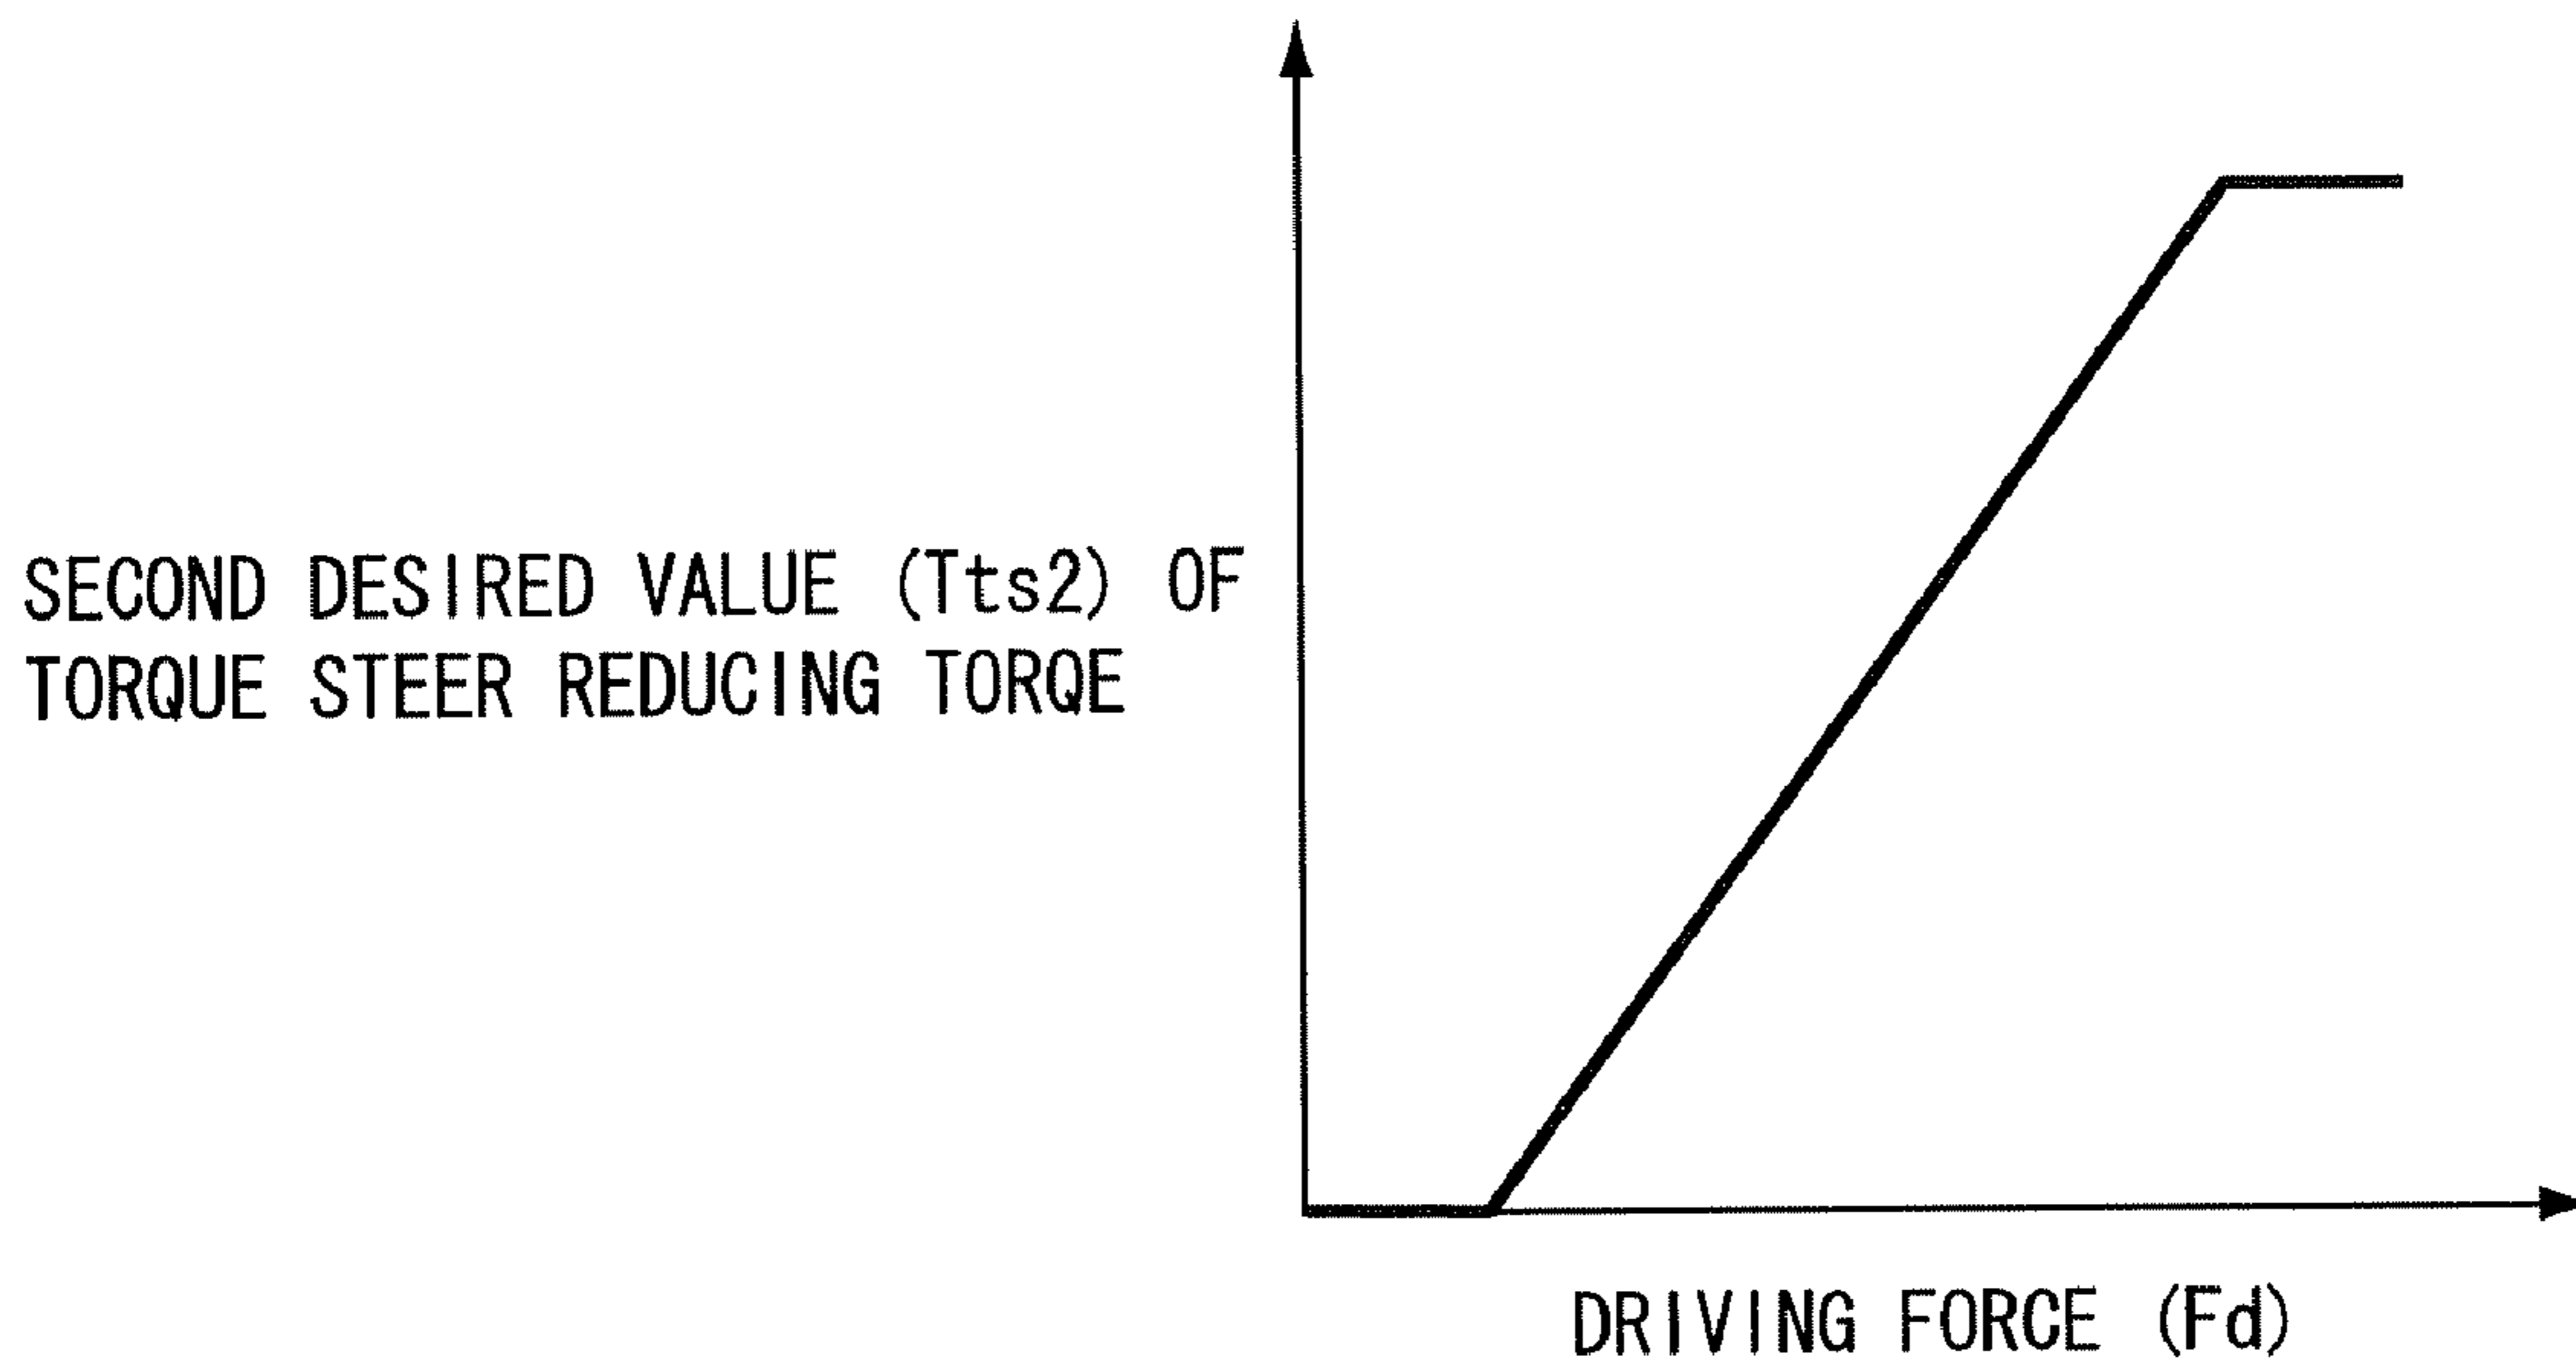 SECOND DESIRED VALUE (Tts2) OF
TORQUE STEER REDUCING TORQE
DRIVING FORCE (Fd)